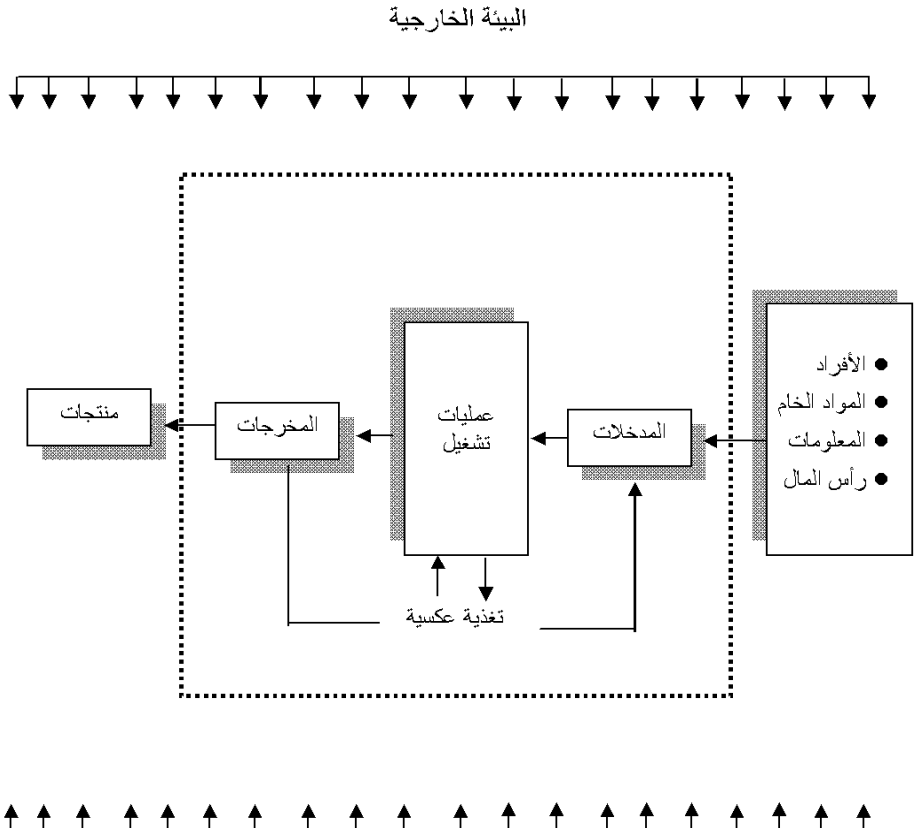 البيئة الخارجية
الأفراد
المواد الخام
المعلومات
رأس المال
المدخلات
عمليات
تشغيل
المخرجات
منتجات
تغذية عكسية